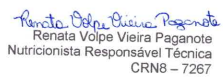 Renata Volpe Vieira Paganote
Renata Volpe Vieira Paganote
Nutricionista Responsável Técnica
CRN8 – 7267